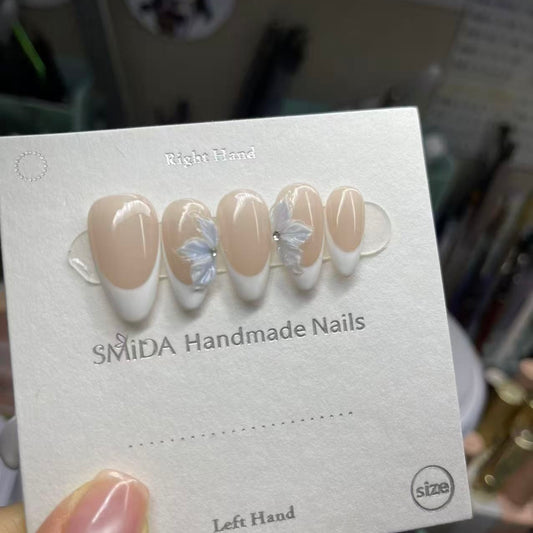 Right Hand
SMiDA Handmade Nails
Left Hand
size